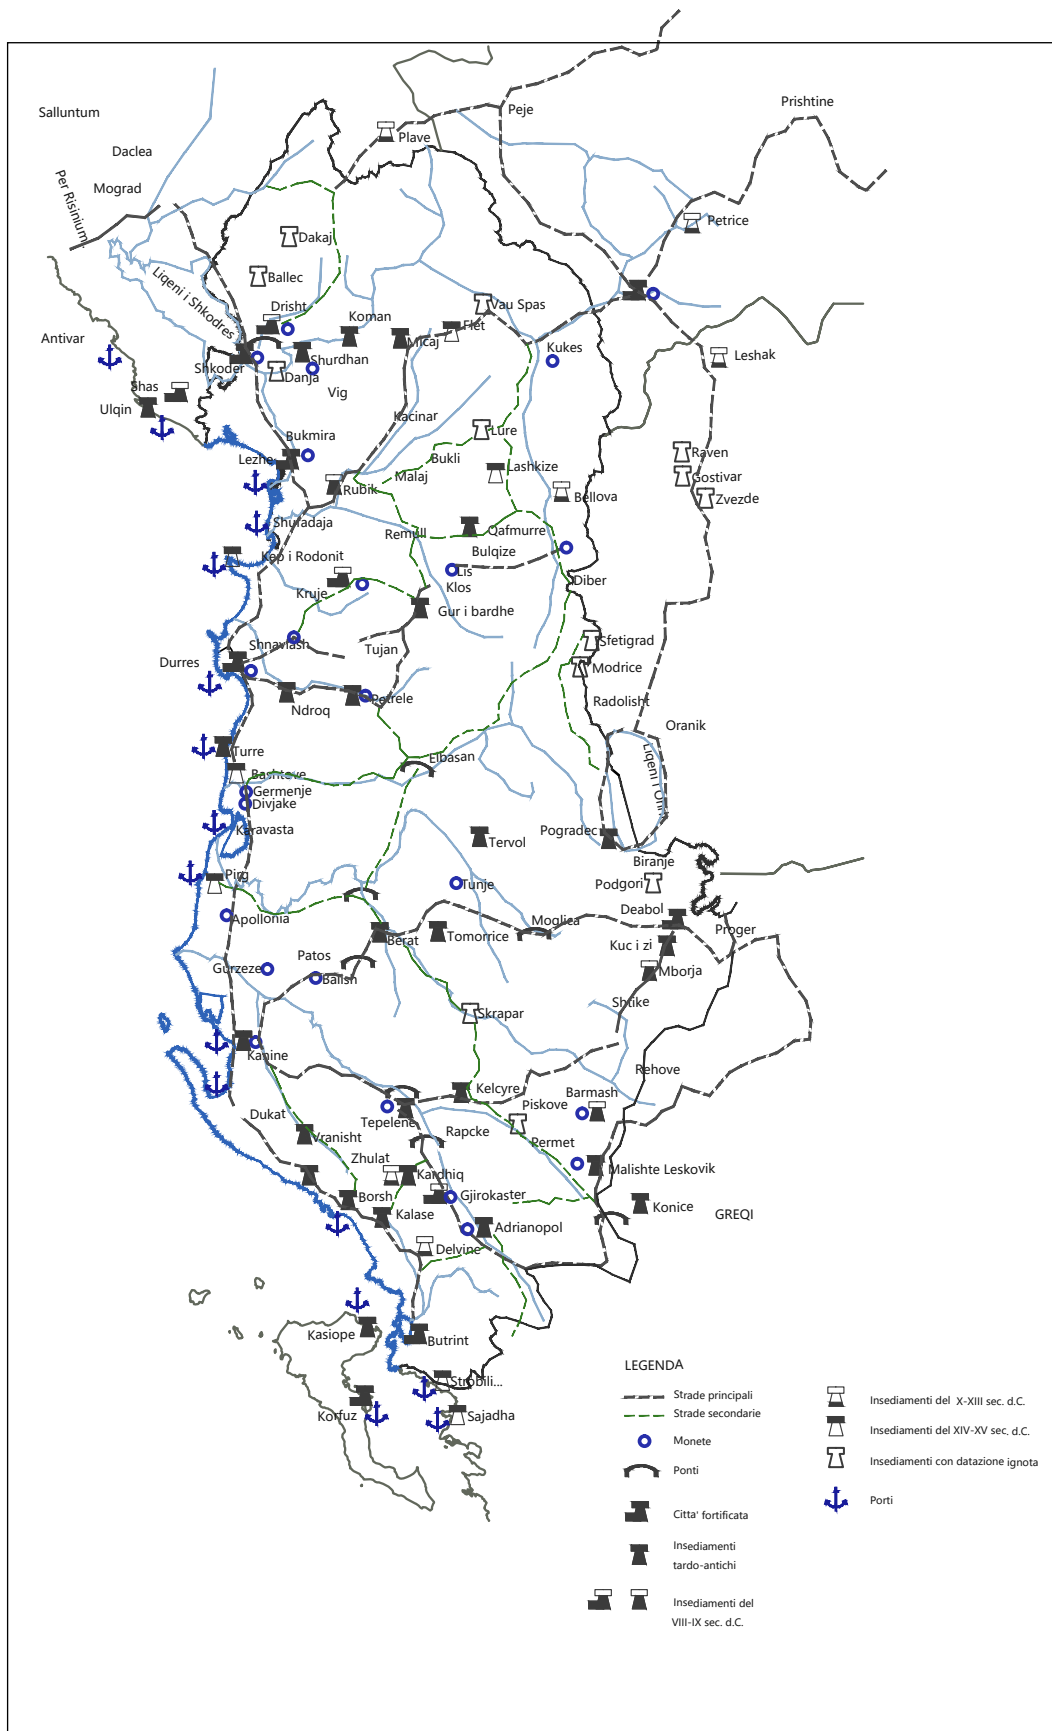 Peje
Prishtine
Salluntum
Plave
Daclea
Mograd
Per Risinium
Petrice
Dakaj
Ballec
Liqeni i Shkodres
Drisht
Koman
Vau Spas
Flet
Antivar
Micaj
Kukes
Leshak
Shkoder
Shurdhan
Danja
Shas
Vig
Ulqin
Kacinar
Bukmira
Lure
Lezhe
Bukli
Raven
Lashkize
Malaj
Gostivar
Rubik
Bellova
Zvezde
Shufadaja
Remull
Qafmurre
Kep i Rodonit
Bulqize
Lis
Diber
Kruje
Klos
Gur i bardhe
Shnavlash
Tujan
Sfetigrad
Durres
Modrice
Petrele
Radolisht
Ndroq
Oranik
Turre
Elbasan
Liqeni i Ohrit
Bashtove
Germenje
Divjake
Karavasta
Tervol
Pogradec
Biranje
Pirg
Tunje
Podgori
Apollonia
Deabol
Moglica
Proger
Berat
Tomorrice
Kuc i zi
Patos
Gurzeze
Balish
Mborja
Shtike
Skrapar
Kanine
Rehove
Kelcyre
Barmash
Piskove
Dukat
Tepelene
Vranisht
Rapcke
Permet
Zhulat
Kardhiq
Malishte Leskovik
Borsh
Gjirokaster
Konice
GREQI
Kalase
Adrianopol
Delvine
Kasiope
Butrint
Strobili...
Korfuz
Sajadha
LEGENDA
Strade principali
Strade secondarie
Monete
Ponti
Citta' fortificata
Insediamenti
tardo-antichi
Insediamenti del
VIII-IX sec. d.C.
Insediamenti del X-XIII sec. d.C.
Insediamenti del XIV-XV sec. d.C.
Insediamenti con datazione ignota
Porti